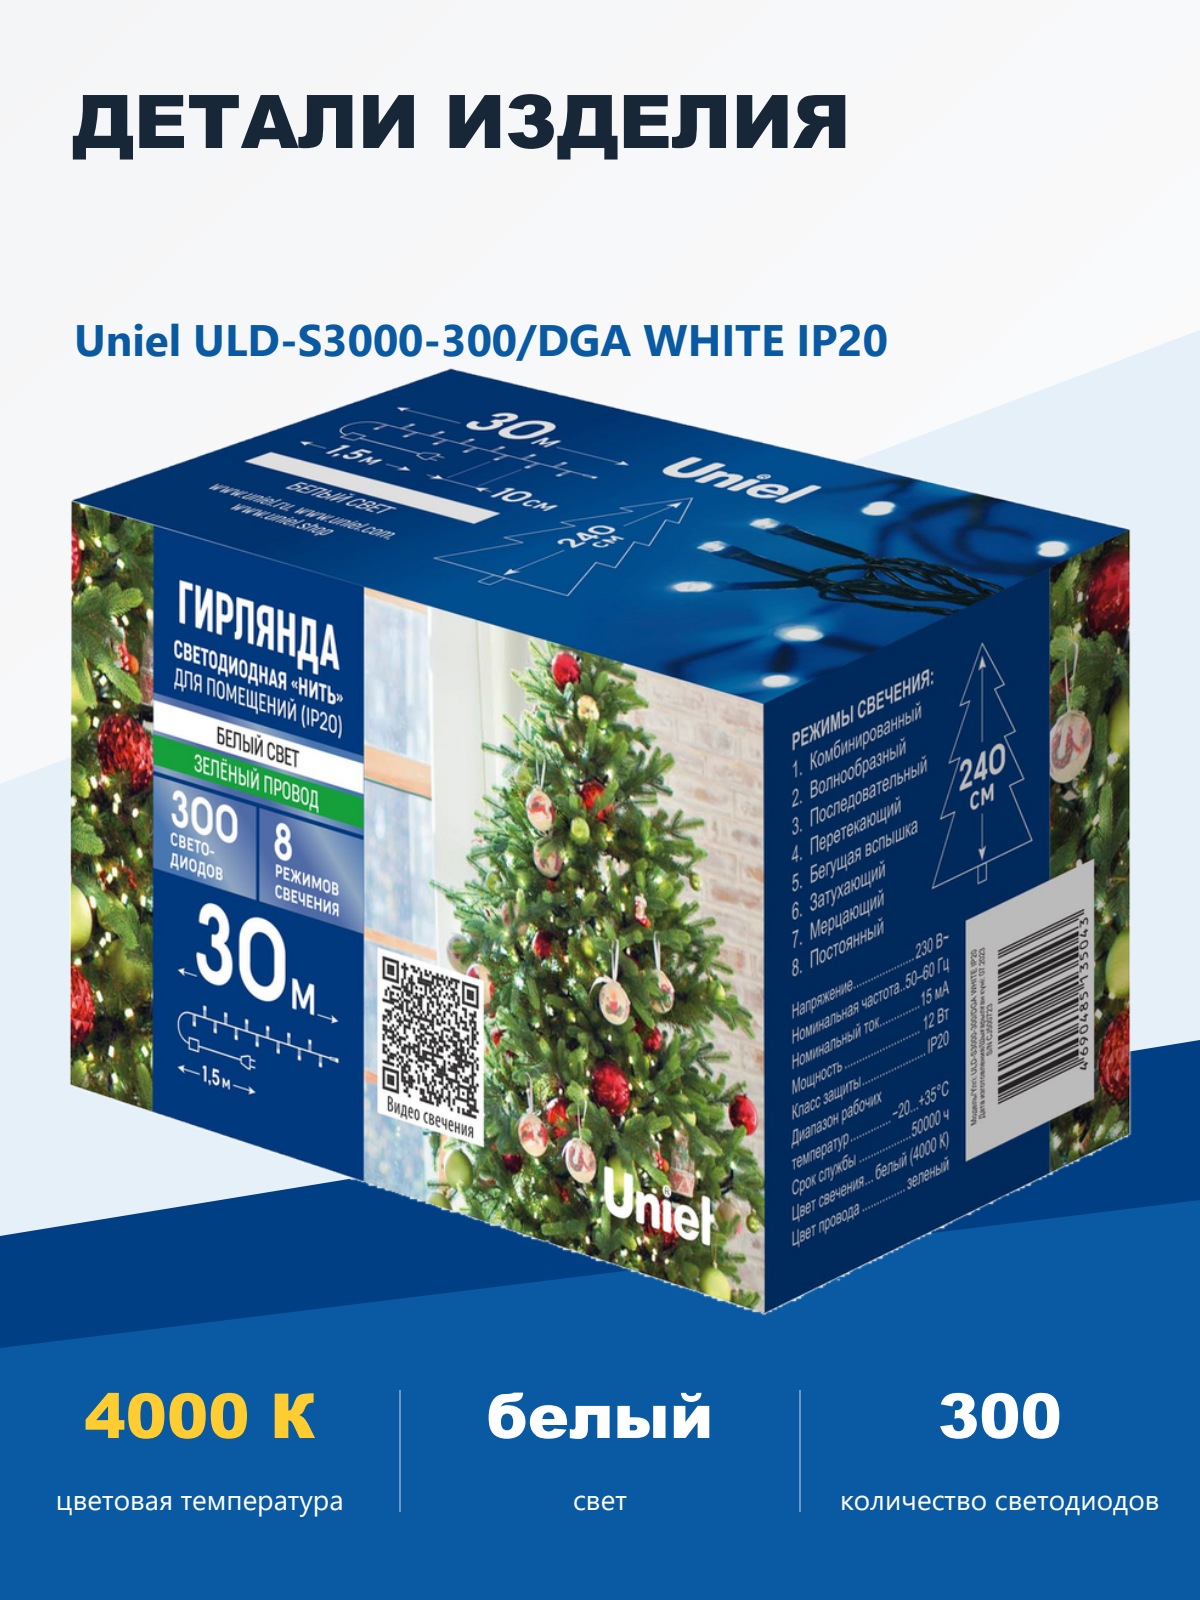 ДЕТАЛИ ИЗДЕЛИЯ
Uniel ULD-S3000-300/DGA WHITE IP20
30м
1,5м
10см
БЕЛЫЙ СВЕТ
www.uniel.ru, www.uniel.com,
www.uniel.shop
240
см
Uniel
ГИРЛЯНДА
СВЕТОДИОДНАЯ «НИТЬ»
ДЛЯ ПОМЕЩЕНИЙ (IP20)
БЕЛЫЙ СВЕТ
ЗЕЛЁНЫЙ ПРОВОД
300
СВЕТО-
ДИОДОВ
8
РЕЖИМОВ
СВЕЧЕНИЯ
30м
1,5м
Видео свечения
Uniel
РЕЖИМЫ СВЕЧЕНИЯ:
1. Комбинированный
2. Волнообразный
3. Последовательный
4. Перетекающий
5. Бегущая вспышка
6. Затухающий
7. Мерцающий
8. Постоянный
240
СМ
Напряжение..................230 В~
Номинальная частота..50–60 Гц
Номинальный ток............15 мА
Мощность ...................... 12 Вт
Класс защиты................. IP20
Диапазон рабочих
температур............–20...+35°C
Срок службы ...............50000 ч
Цвет свечения...белый (4000 К)
Цвет провода ............ зеленый
4690485135043
4000 К
цветовая температура
белый
свет
300
количество светодиодов